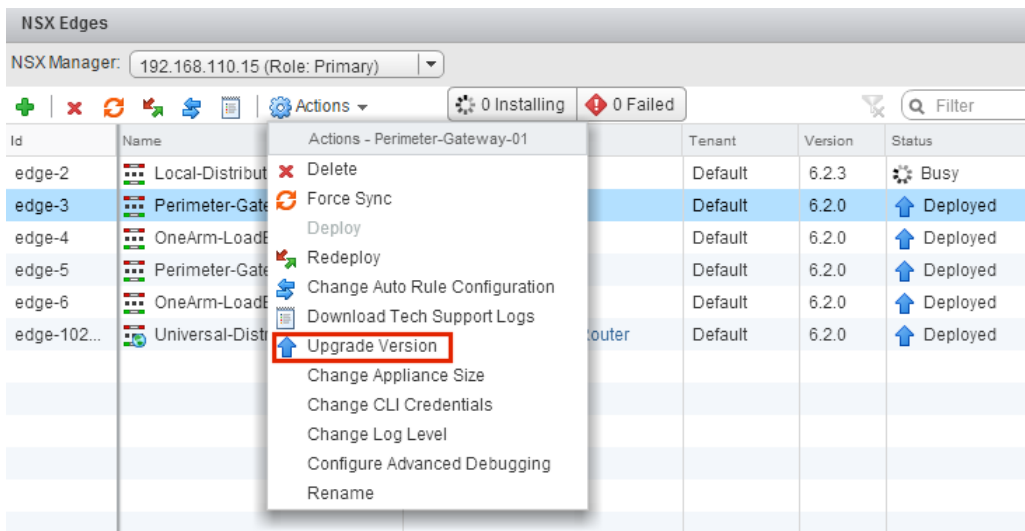 NSX Edges
NSX Manager: 192.168.110.15 (Role: Primary)
Actions 0 Installing 0 Failed Filter
Id Name Tenant Version Status
Actions - Perimeter-Gateway-01
Delete
Force Sync
Deploy
Redeploy
Change Auto Rule Configuration
Download Tech Support Logs
Upgrade Version
Change Appliance Size
Change CLI Credentials
Change Log Level
Configure Advanced Debugging
Rename
edge-2 Local-Distribut Default 6.2.3 Busy
edge-3 Perimeter-Gate Default 6.2.0 Deployed
edge-4 Default 6.2.0 Deployed
edge-5 Perimeter-Gate Default 6.2.0 Deployed
edge-6 Default 6.2.0 Deployed
edge-102... Universal-Distr outer Default 6.2.0 Deployed